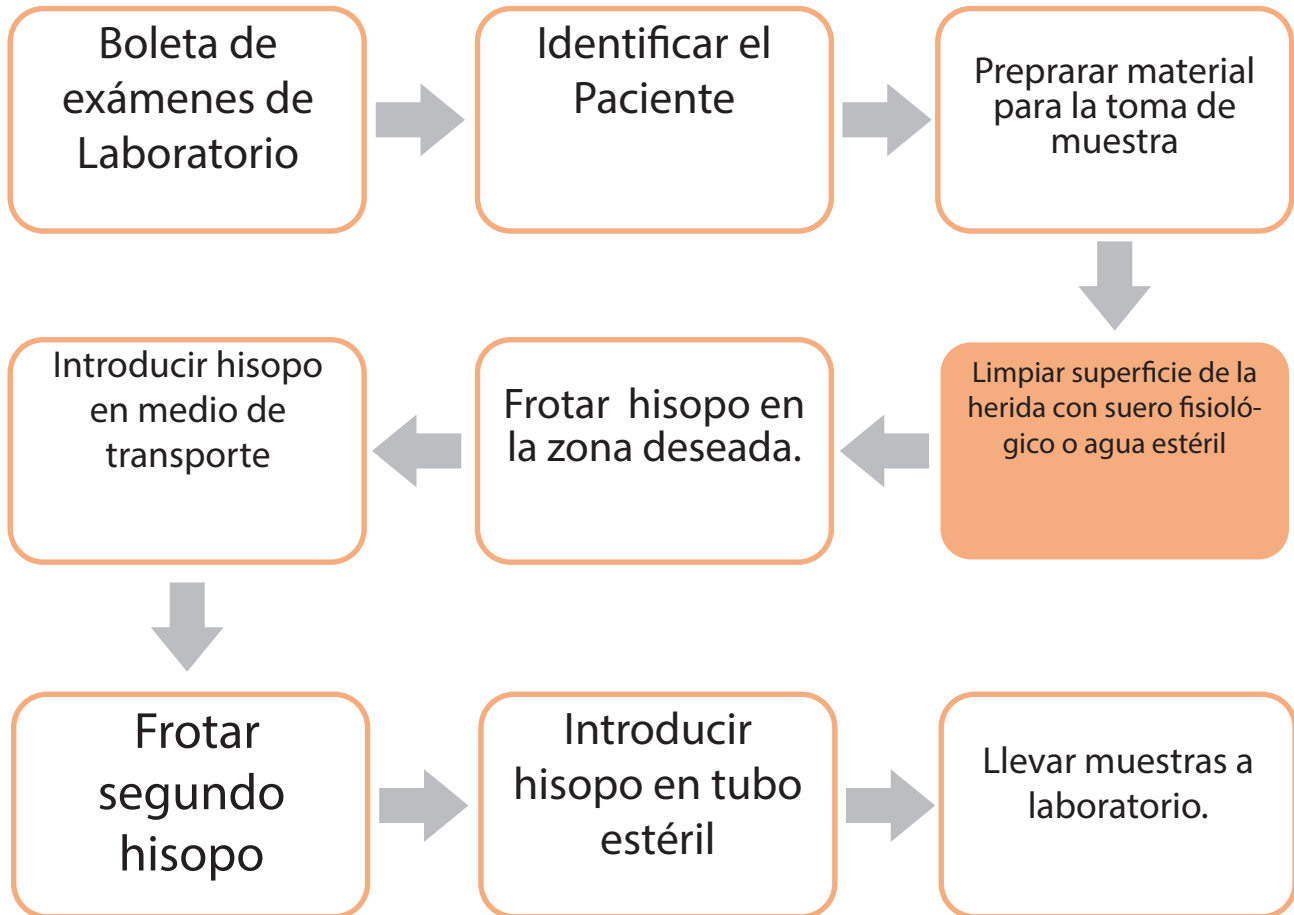 Boleta de
exámenes de
Laboratorio
Identificar el
Paciente
Preprarar material
para la toma de
muestra
Limpiar superficie de la
herida con suero fisioló-
gico o agua estéril
Frotar hisopo en
la zona deseada.
Introducir hisopo
en medio de
transporte
Frotar
segundo
hisopo
Introducir
hisopo en tubo
estéril
Llevar muestras a
laboratorio.